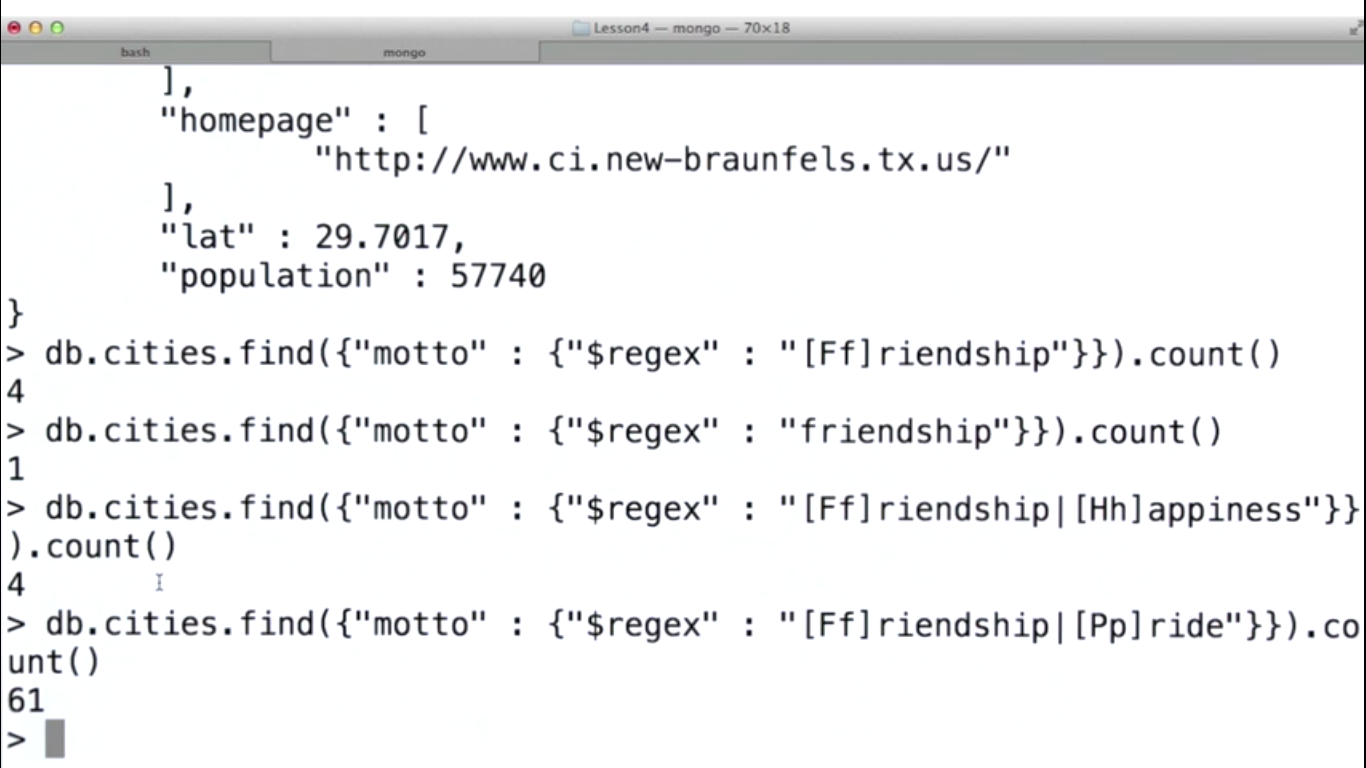 Lesson4 — mongo — 70×18
bash
mongo
],
"homepage" : [
"http://www.ci.new-braunfels.tx.us/"
],
"lat" : 29.7017,
"population" : 57740
}
> db.cities.find({"motto" : {"$regex" : "[Ff]riendship"}}).count()
4
> db.cities.find({"motto" : {"$regex" : "friendship"}}).count()
1
> db.cities.find({"motto" : {"$regex" : "[Ff]riendship|[Hh]appiness"}}
).count()
4
> db.cities.find({"motto" : {"$regex" : "[Ff]riendship|[Pp]ride"}}).co
unt()
61
>